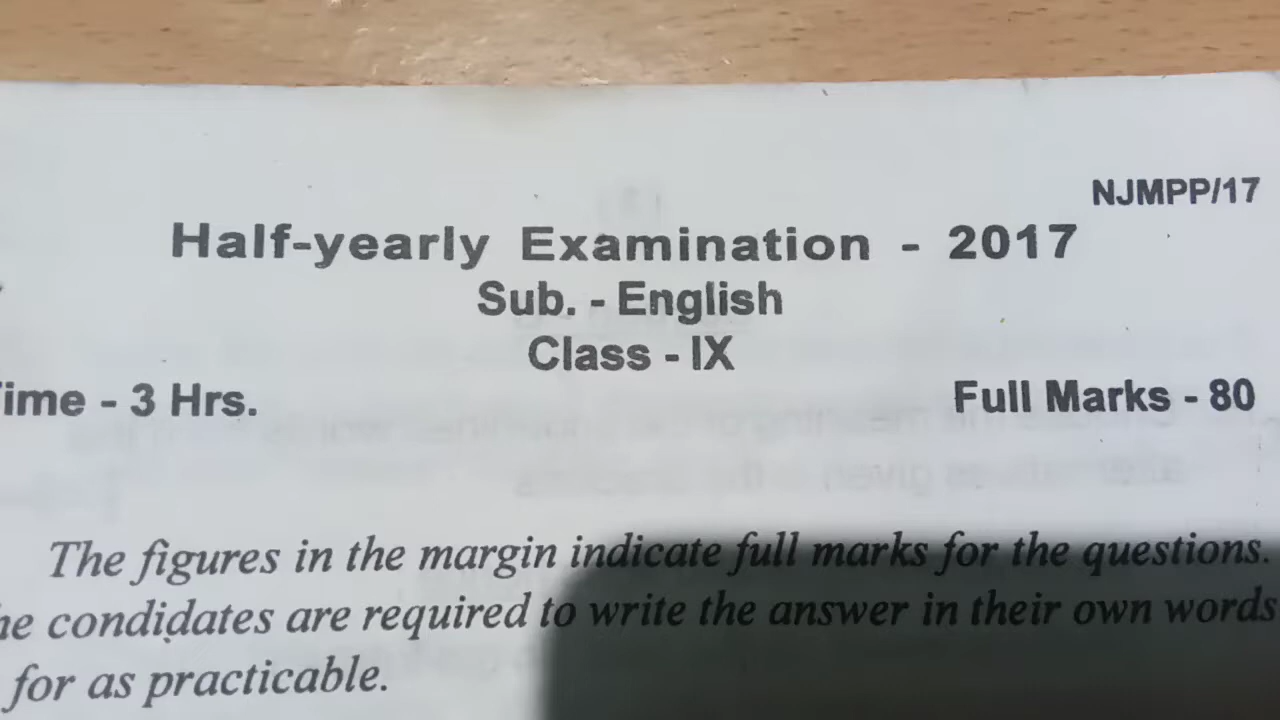 NJMPP/17
Half-yearly Examination - 2017
Sub. - English
Class - IX
ime - 3 Hrs. Full Marks - 80
The figures in the margin indicate full marks for the questions.
he condidates are required to write the answer in their own words
for as practicable.